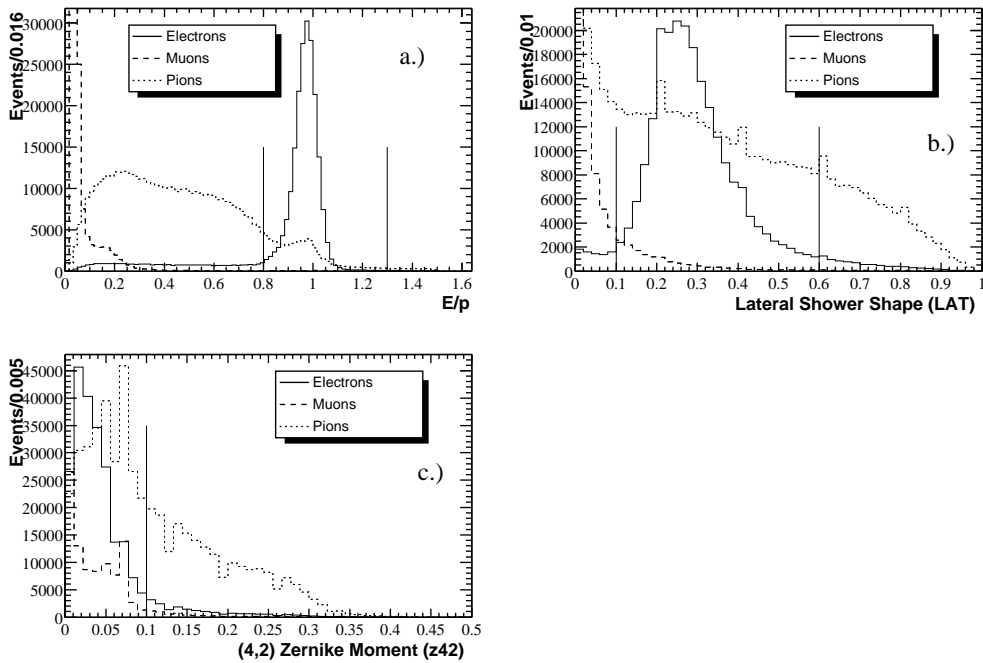 Events/0.016
30000
25000
20000
15000
10000
5000
0
Electrons
Muons
Pions
a.)
0 0.2 0.4 0.6 0.8 1 1.2 1.4 1.6
E/p
Events/0.01
20000
18000
16000
14000
12000
10000
8000
6000
4000
2000
0
Electrons
Muons
Pions
b.)
0 0.1 0.2 0.3 0.4 0.5 0.6 0.7 0.8 0.9 1
Lateral Shower Shape (LAT)
Events/0.005
45000
40000
35000
30000
25000
20000
15000
10000
5000
0
Electrons
Muons
Pions
c.)
0 0.05 0.1 0.15 0.2 0.25 0.3 0.35 0.4 0.45 0.5
(4,2) Zernike Moment (z42)